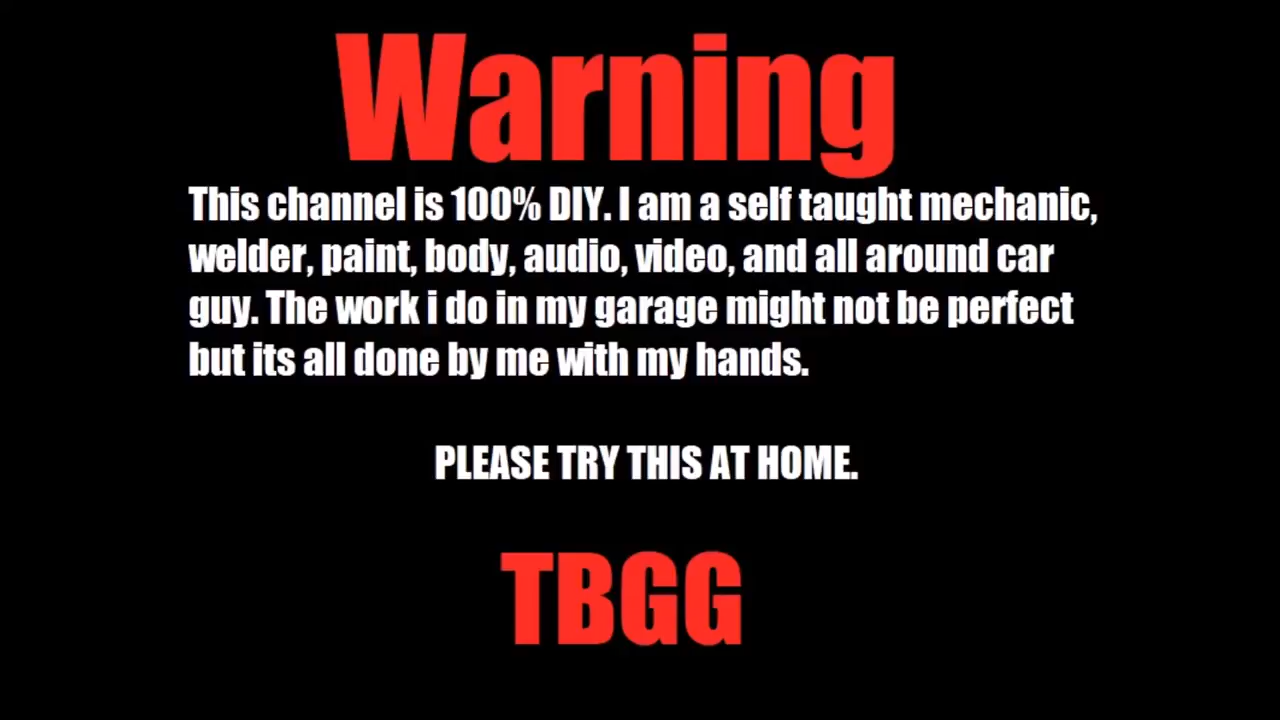 Warning
This channel is 100% DIY. I am a self taught mechanic,
welder, paint, body, audio, video, and all around car
guy. The work i do in my garage might not be perfect
but its all done by me with my hands.
PLEASE TRY THIS AT HOME.
TBGG